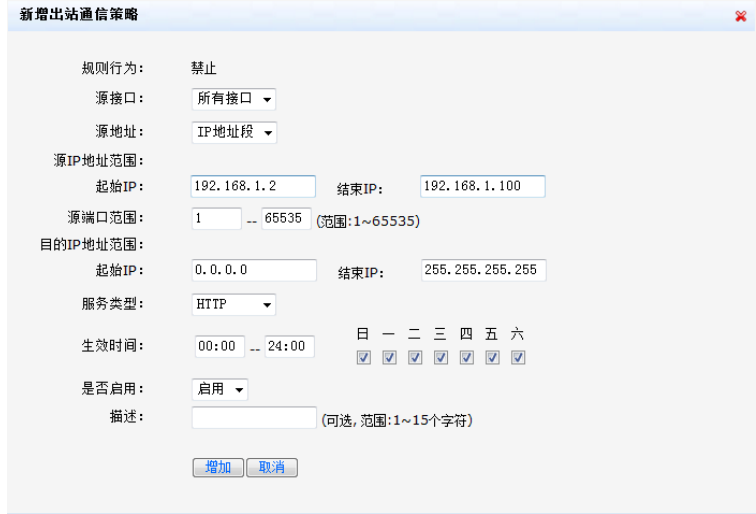 新增出站通信策略
规则行为: 禁止
源接口: 所有接口
源地址: IP地址段
源IP地址范围:
起始IP: 192.168.1.2 结束IP: 192.168.1.100
源端口范围: 1 -- 65535 (范围:1~65535)
目的IP地址范围:
起始IP: 0.0.0.0 结束IP: 255.255.255.255
服务类型: HTTP
日 一 二 三 四 五 六
生效时间: 00:00 -- 24:00
是否启用: 启用
描述: (可选,范围:1~15个字符)
增加 取消